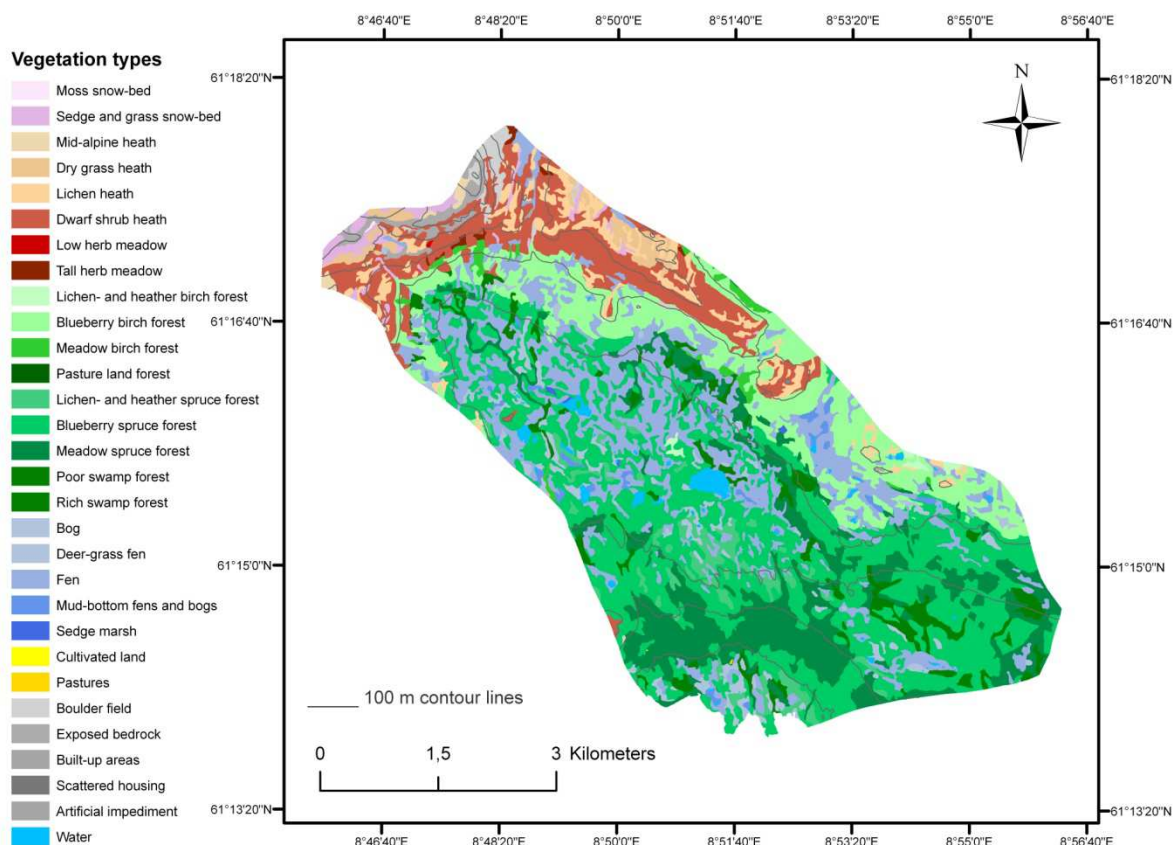 8°46'40"E 8°48'20"E 8°50'0"E 8°51'40"E 8°53'20"E 8°55'0"E 8°56'40"E
Vegetation types
Moss snow-bed
Sedge and grass snow-bed
Mid-alpine heath
Dry grass heath
Lichen heath
Dwarf shrub heath
Low herb meadow
Tall herb meadow
Lichen- and heather birch forest
Blueberry birch forest
Meadow birch forest
Pasture land forest
Lichen- and heather spruce forest
Blueberry spruce forest
Meadow spruce forest
Poor swamp forest
Rich swamp forest
Bog
Deer-grass fen
Fen
Mud-bottom fens and bogs
Sedge marsh
Cultivated land
Pastures
Boulder field
Exposed bedrock
Built-up areas
Scattered housing
Artificial impediment
Water
61°18'20"N 61°18'20"N
N
61°16'40"N 61°16'40"N
61°15'0"N 61°15'0"N
100 m contour lines
0 1,5 3 Kilometers
61°13'20"N 61°13'20"N
8°46'40"E 8°48'20"E 8°50'0"E 8°51'40"E 8°53'20"E 8°55'0"E 8°56'40"E